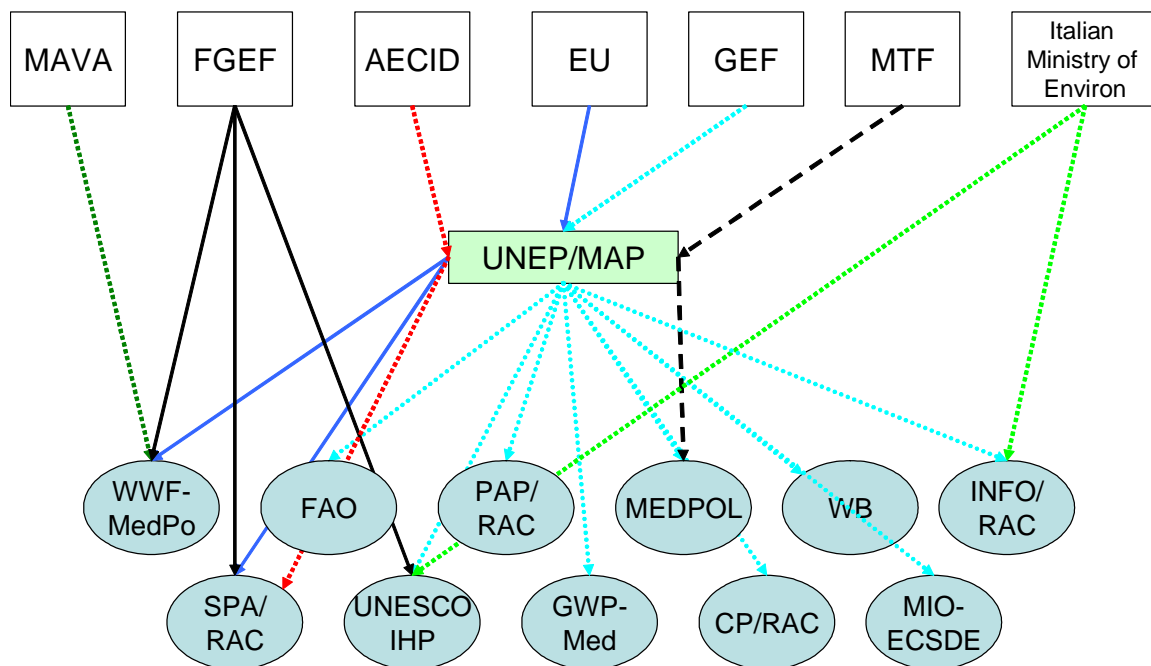 MAVA
FGEF
AECID
EU
GEF
MTF
Italian
Ministry of
Environ
UNEP/MAP
WWF-
MedPo
FAO
PAP/
RAC
MEDPOL
WB
INFO/
RAC
SPA/
RAC
UNESCO
IHP
GWP-
Med
CP/RAC
MIO-
ECSDE